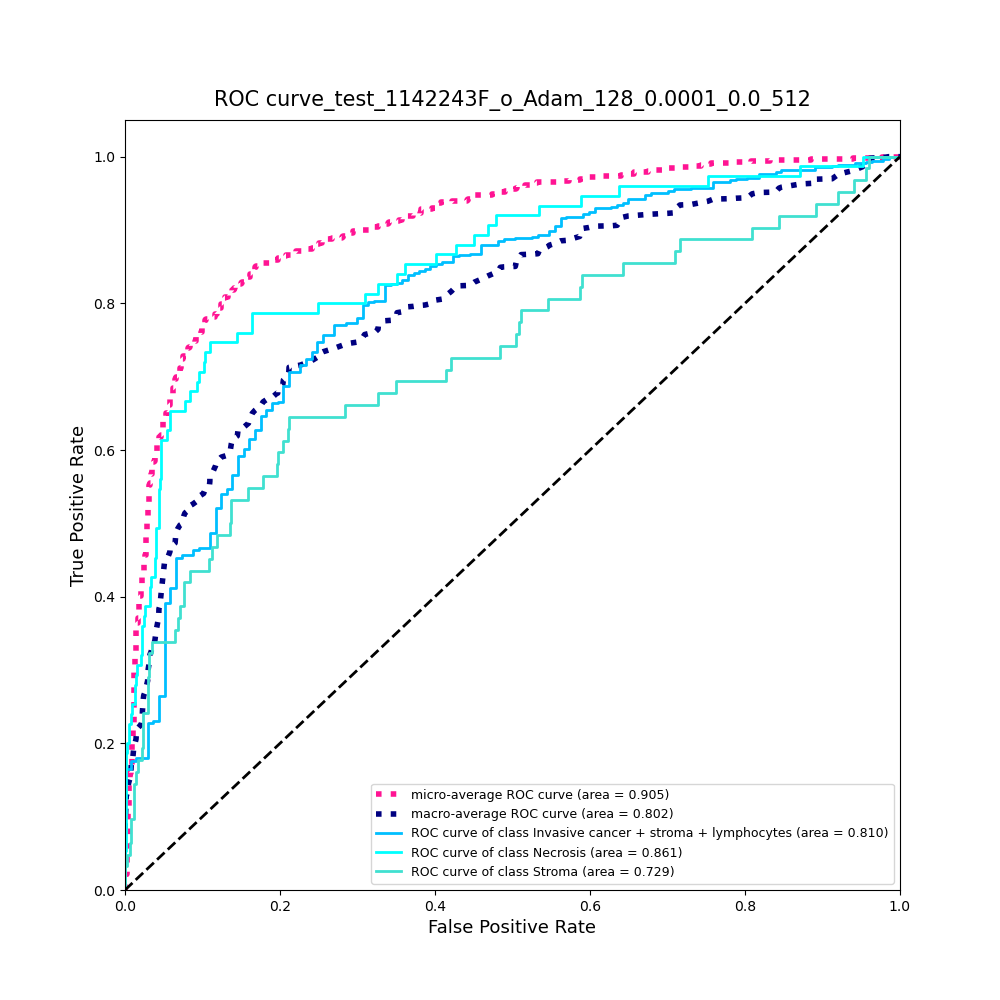 ROC curve_test_1142243F_o_Adam_128_0.0001_0.0_512
True Positive Rate
1.0
0.8
0.6
0.4
0.2
0.0
micro-average ROC curve (area = 0.905)
macro-average ROC curve (area = 0.802)
ROC curve of class Invasive cancer + stroma + lymphocytes (area = 0.810)
ROC curve of class Necrosis (area = 0.861)
ROC curve of class Stroma (area = 0.729)
0.0 0.2 0.4 0.6 0.8 1.0
False Positive Rate